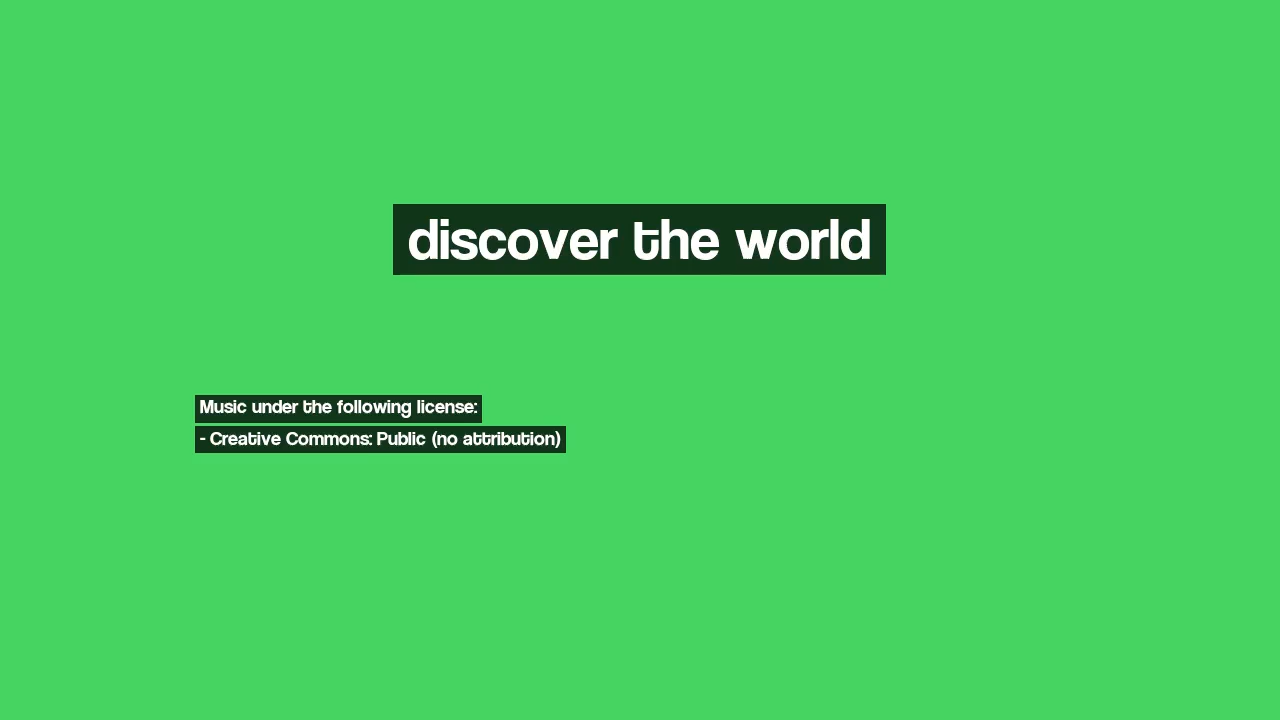 discover the world
Music under the following license:
- Creative Commons: Public (no attribution)